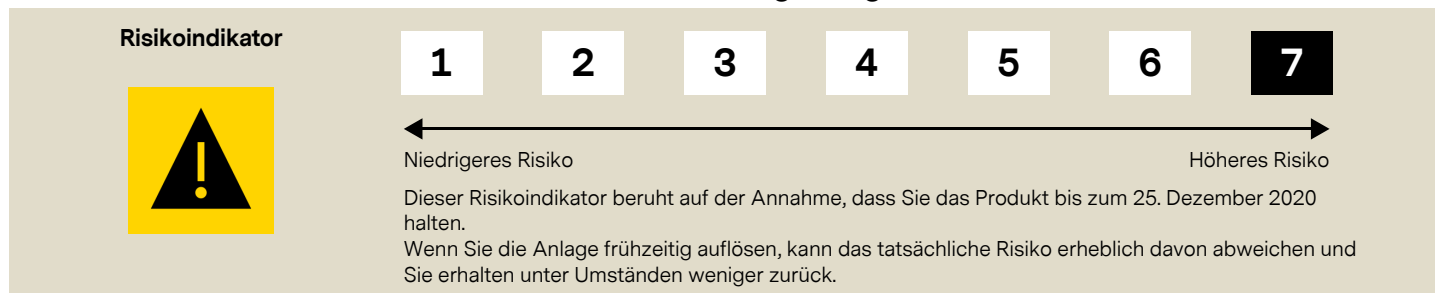 Risikoindikator
1 2 3 4 5 6 7
Niedrigeres Risiko Höheres Risiko
Dieser Risikoindikator beruht auf der Annahme, dass Sie das Produkt bis zum 25. Dezember 2020
halten.
Wenn Sie die Anlage frühzeitig auflösen, kann das tatsächliche Risiko erheblich davon abweichen und
Sie erhalten unter Umständen weniger zurück.